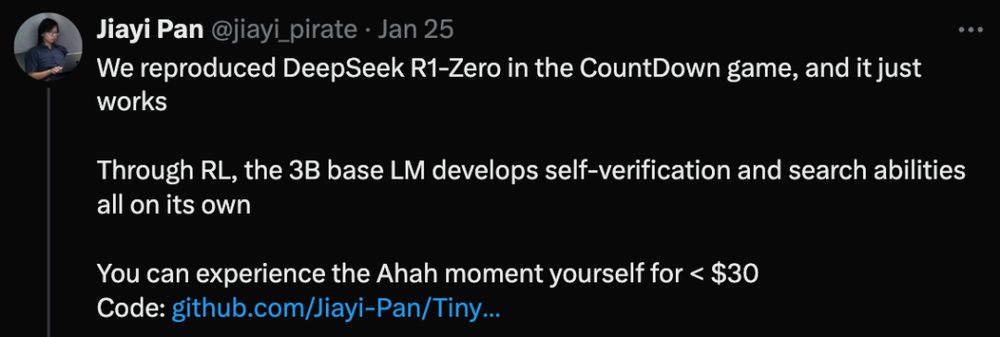 Jiayi Pan @jiayi_pirate · Jan 25
We reproduced DeepSeek R1-Zero in the CountDown game, and it just
works
Through RL, the 3B base LM develops self-verification and search abilities
all on its own
You can experience the Ahah moment yourself for < $30
Code: github.com/Jiayi-Pan/Tiny...